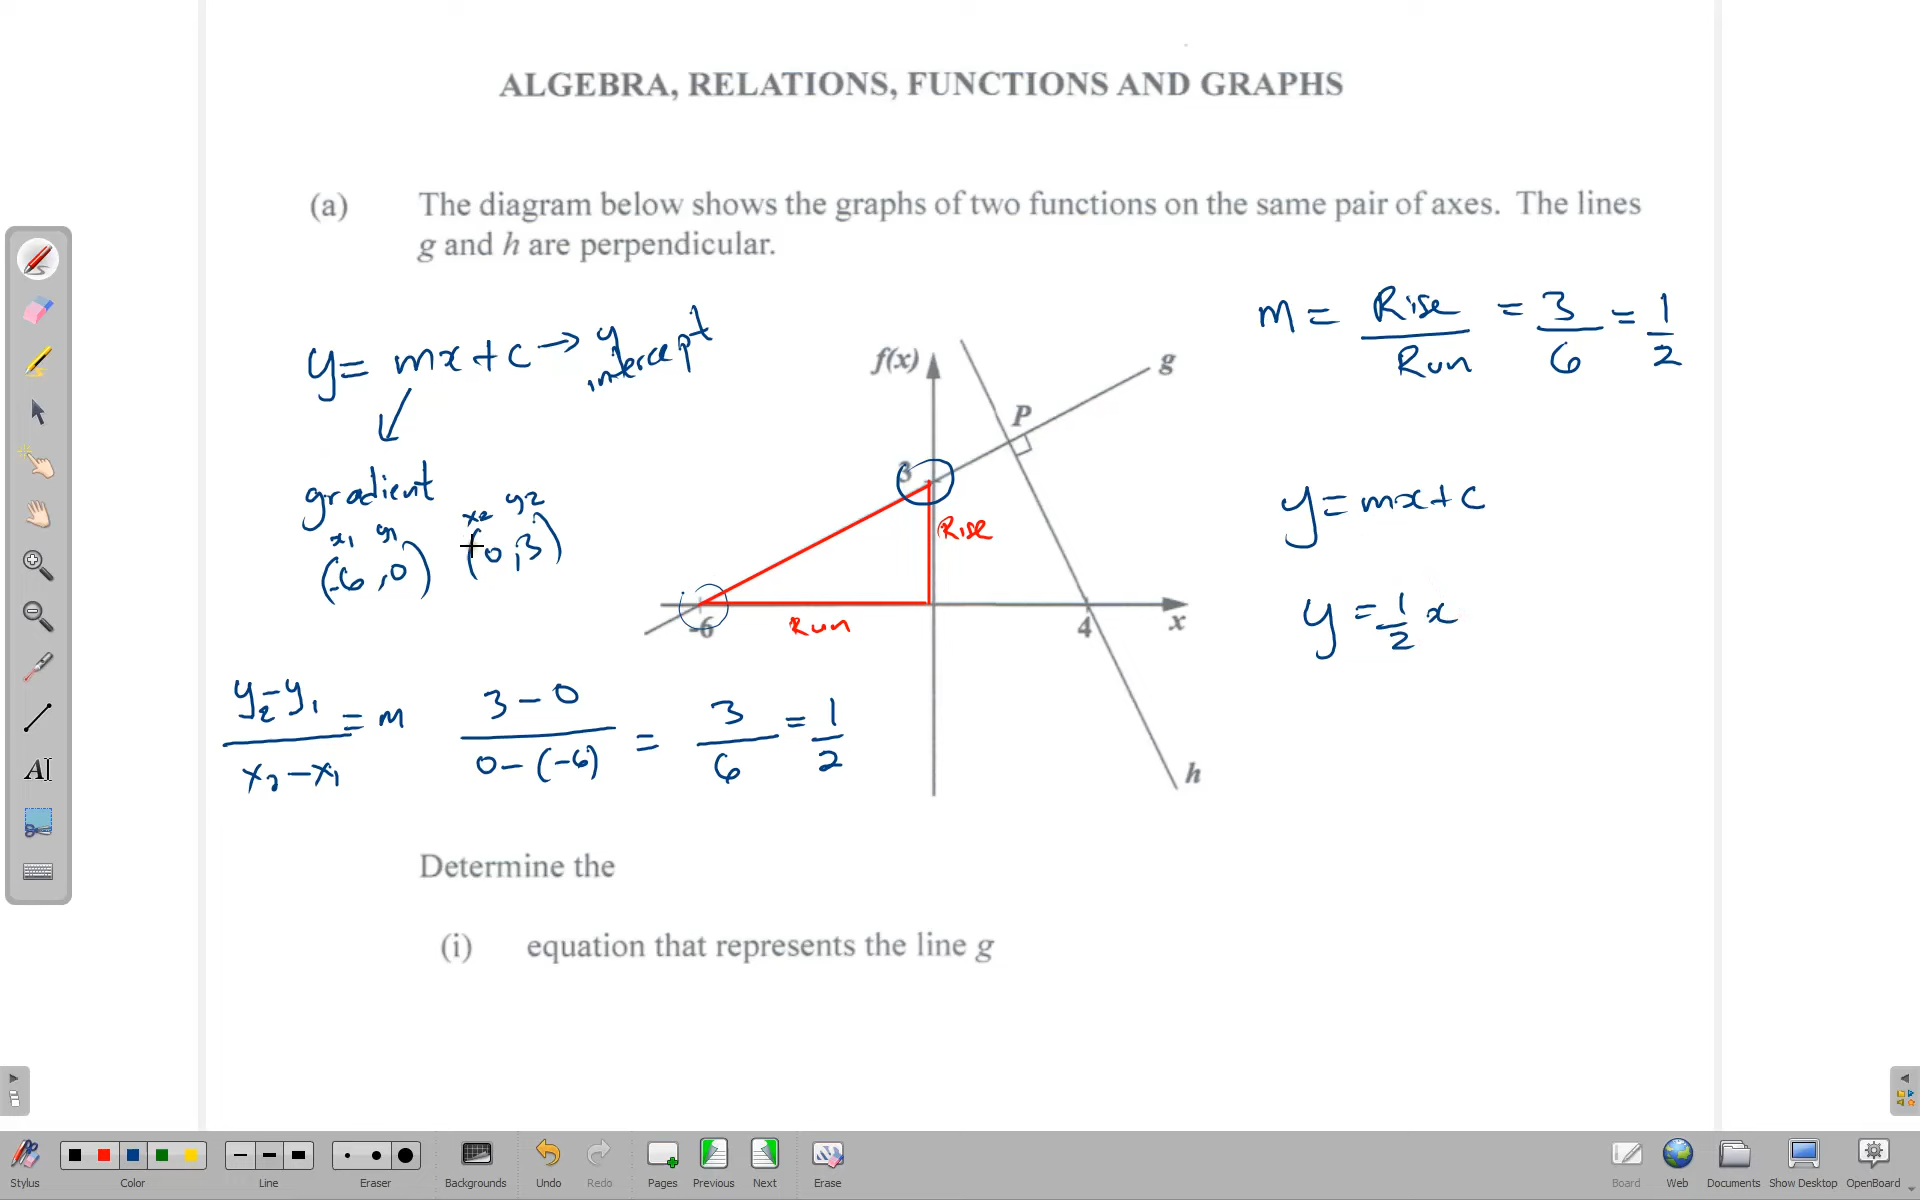 ALGEBRA, RELATIONS, FUNCTIONS AND GRAPHS
(a) The diagram below shows the graphs of two functions on the same pair of axes. The lines
g and h are perpendicular.
y = mx + c → y intercept
gradient
x1 y1 x2 y2
(-6, 0) (0, 3)
m = Rise/Run = 3/6 = 1/2
y = mx + c
y = 1/2 x
f(x)
g
P
3
Rise
-6
Run
4
x
h
(y2 - y1)/(x2 - x1) = m
(3 - 0)/(0 - (-6)) = 3/6 = 1/2
Determine the
(i) equation that represents the line g
AI
Stylus
Color
Line
Eraser
Backgrounds
Undo
Redo
Pages
Previous
Next
Erase
Board
Web
Documents
Show Desktop
OpenBoard